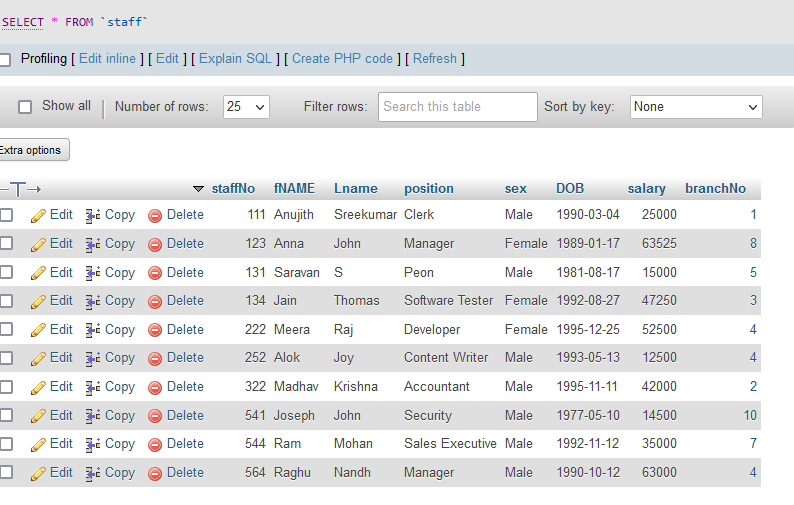 SELECT * FROM `staff`
Profiling [ Edit inline ] [ Edit ] [ Explain SQL ] [ Create PHP code ] [ Refresh ]
Show all Number of rows: 25 Filter rows: Search this table Sort by key: None
Extra options
staffNo fNAME Lname position sex DOB salary branchNo
Edit Copy Delete 111 Anujith Sreekumar Clerk Male 1990-03-04 25000 1
Edit Copy Delete 123 Anna John Manager Female 1989-01-17 63525 8
Edit Copy Delete 131 Saravan S Peon Male 1981-08-17 15000 5
Edit Copy Delete 134 Jain Thomas Software Tester Female 1992-08-27 47250 3
Edit Copy Delete 222 Meera Raj Developer Female 1995-12-25 52500 4
Edit Copy Delete 252 Alok Joy Content Writer Male 1993-05-13 12500 4
Edit Copy Delete 322 Madhav Krishna Accountant Male 1995-11-11 42000 2
Edit Copy Delete 541 Joseph John Security Male 1977-05-10 14500 10
Edit Copy Delete 544 Ram Mohan Sales Executive Male 1992-11-12 35000 7
Edit Copy Delete 564 Raghu Nandh Manager Male 1990-10-12 63000 4